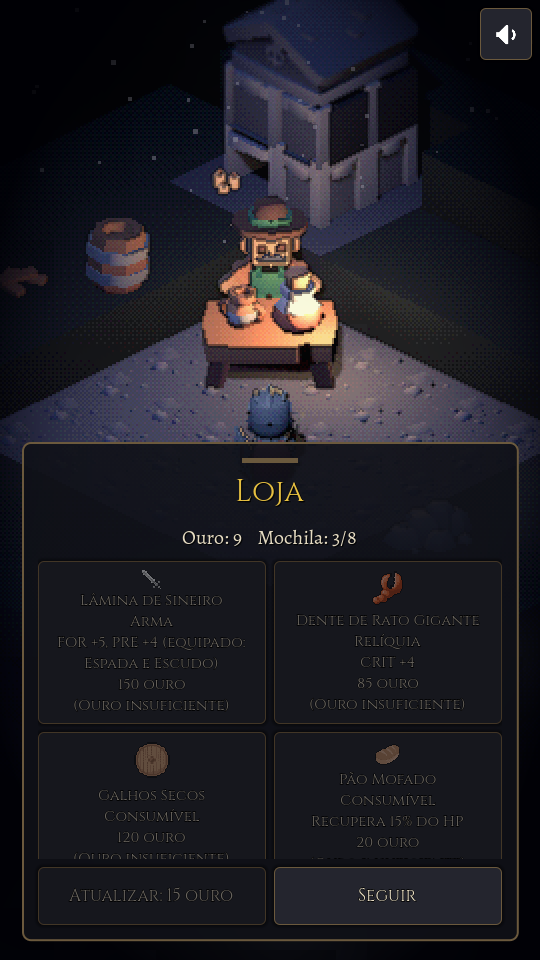 Loja
Ouro: 9 Mochila: 3/8
Lâmina de Sineiro
Arma
FOR +5, PRE +4 (equipado:
Espada e Escudo)
150 ouro
(Ouro insuficiente)
Dente de Rato Gigante
Relíquia
CRIT +4
85 ouro
(Ouro insuficiente)
Galhos Secos
Consumível
120 ouro
(Ouro insuficiente)
Pão Mofado
Consumível
Recupera 15% do HP
20 ouro
Atualizar: 15 ouro
Seguir